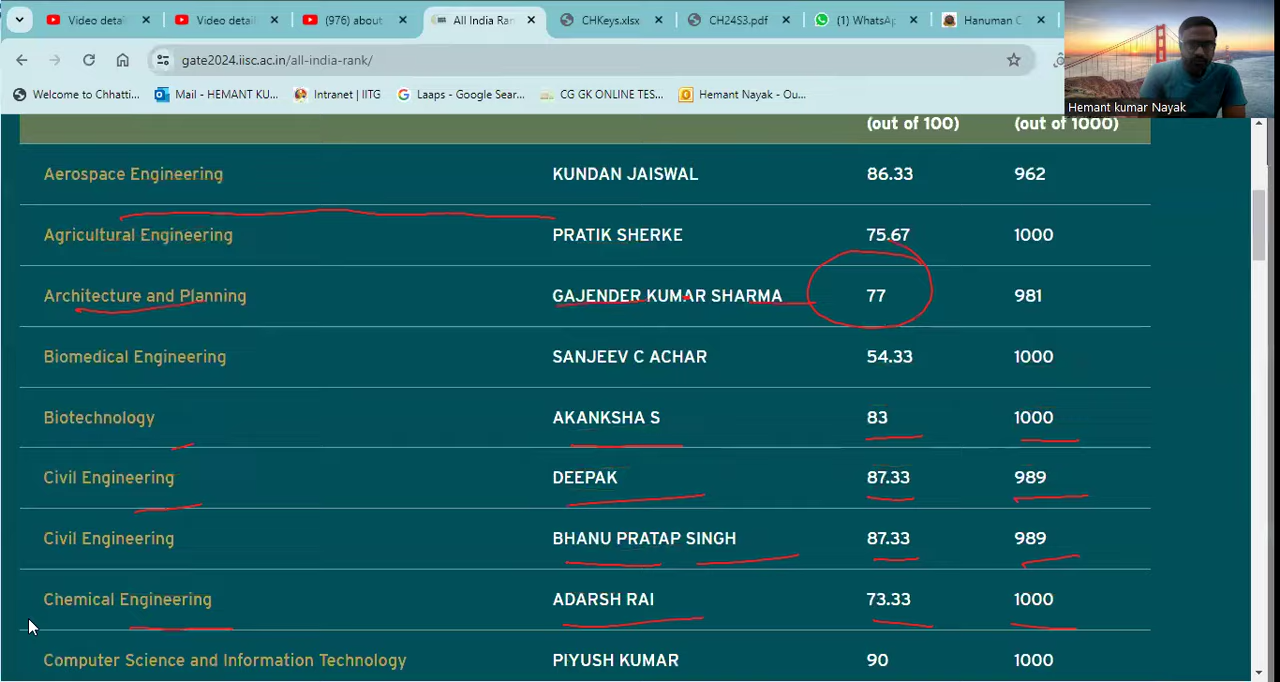 Video detai
Video detail
(976) about
All India Ran
CHKeys.xlsx
CH24S3.pdf
(1) WhatsAp
Hanuman C
gate2024.iisc.ac.in/all-india-rank/
Welcome to Chhatti...
Mail - HEMANT KU...
Intranet | IITG
Laaps - Google Sear...
CG GK ONLINE TES...
Hemant Nayak - Ou...
Hemant kumar Nayak
(out of 100) (out of 1000)
Aerospace Engineering KUNDAN JAISWAL 86.33 962
Agricultural Engineering PRATIK SHERKE 75.67 1000
Architecture and Planning GAJENDER KUMAR SHARMA 77 981
Biomedical Engineering SANJEEV C ACHAR 54.33 1000
Biotechnology AKANKSHA S 83 1000
Civil Engineering DEEPAK 87.33 989
Civil Engineering BHANU PRATAP SINGH 87.33 989
Chemical Engineering ADARSH RAI 73.33 1000
Computer Science and Information Technology PIYUSH KUMAR 90 1000